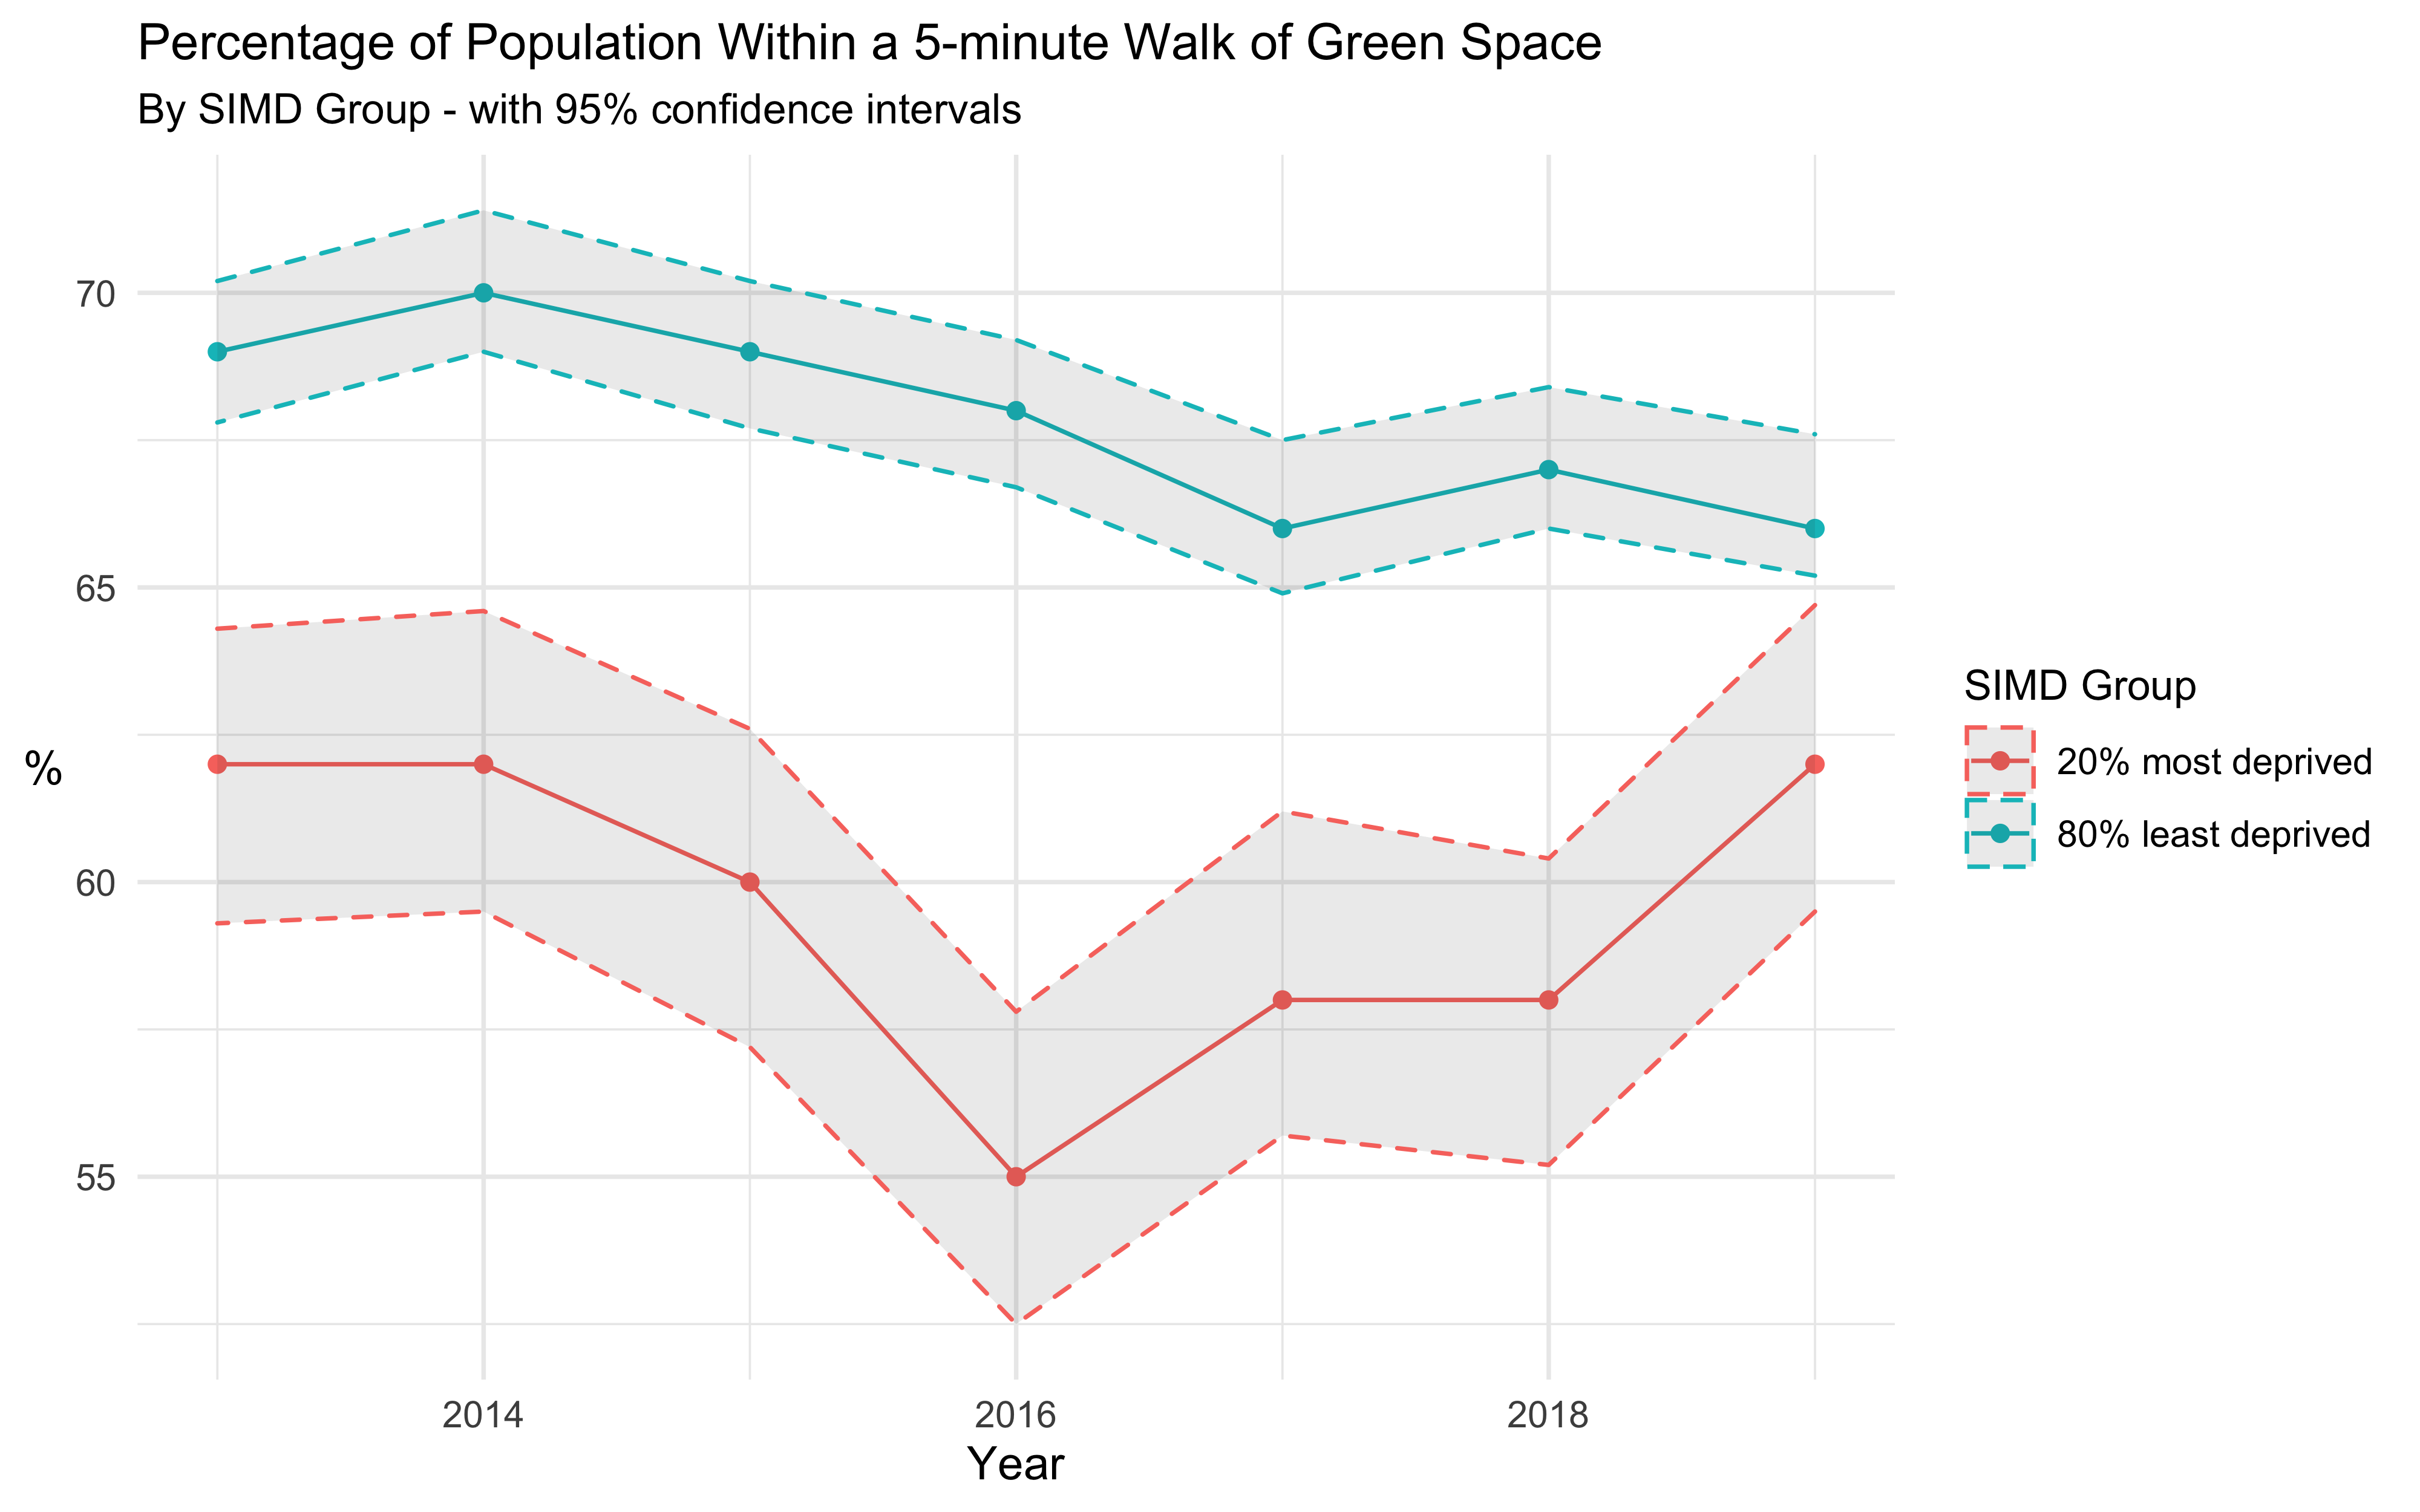 Percentage of Population Within a 5-minute Walk of Green Space
By SIMD Group - with 95% confidence intervals
70
65
60
55
%
2014
2016
2018
Year
SIMD Group
20% most deprived
80% least deprived